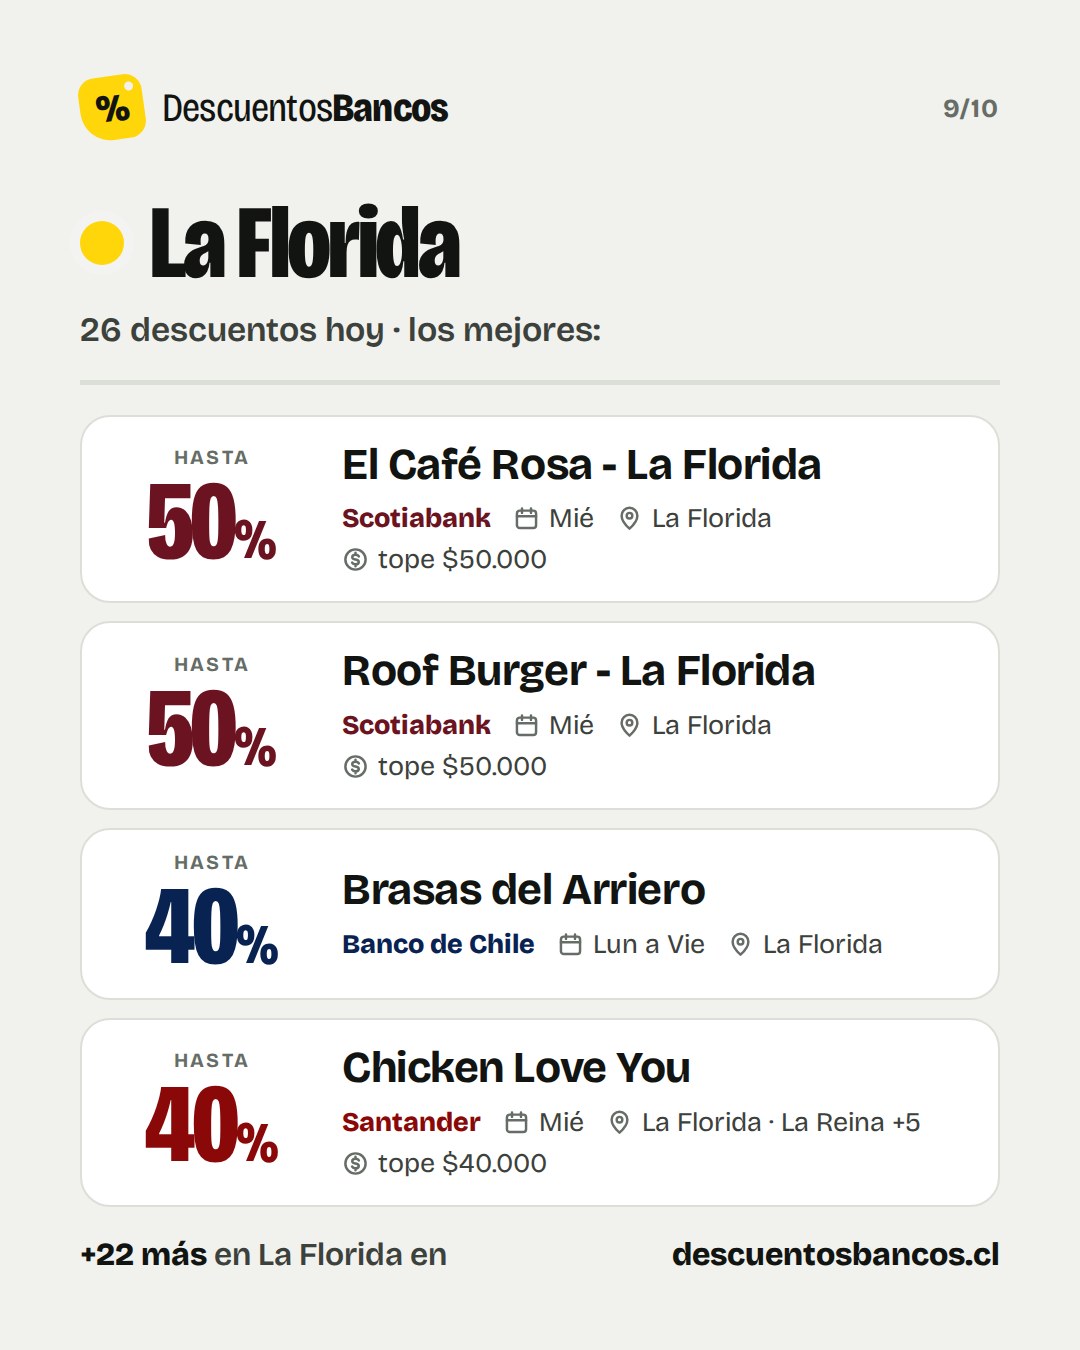 % DescuentosBancos
9/10
La Florida
26 descuentos hoy · los mejores:
HASTA
50%
El Café Rosa - La Florida
Scotiabank Mié La Florida
tope $50.000
HASTA
50%
Roof Burger - La Florida
Scotiabank Mié La Florida
tope $50.000
HASTA
40%
Brasas del Arriero
Banco de Chile Lun a Vie La Florida
HASTA
40%
Chicken Love You
Santander Mié La Florida · La Reina +5
tope $40.000
+22 más en La Florida en
descuentosbancos.cl